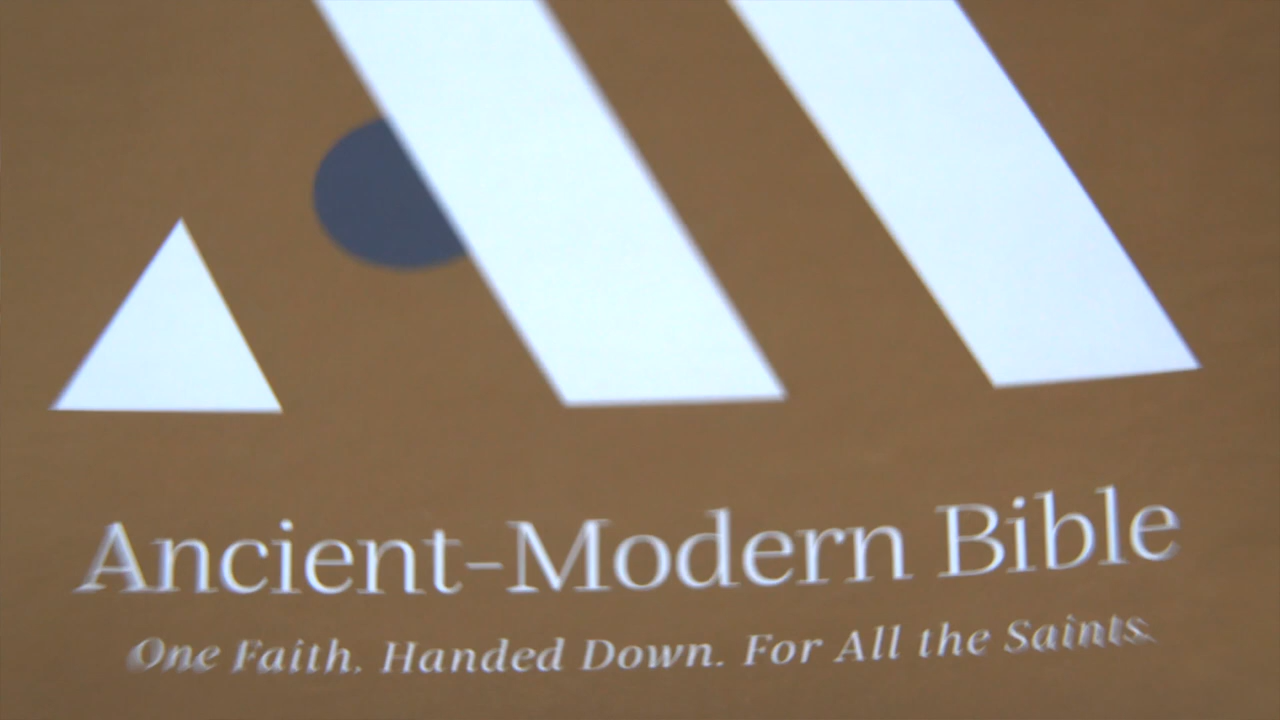 Ancient-Modern Bible
One Faith. Handed Down. For All the Saints.